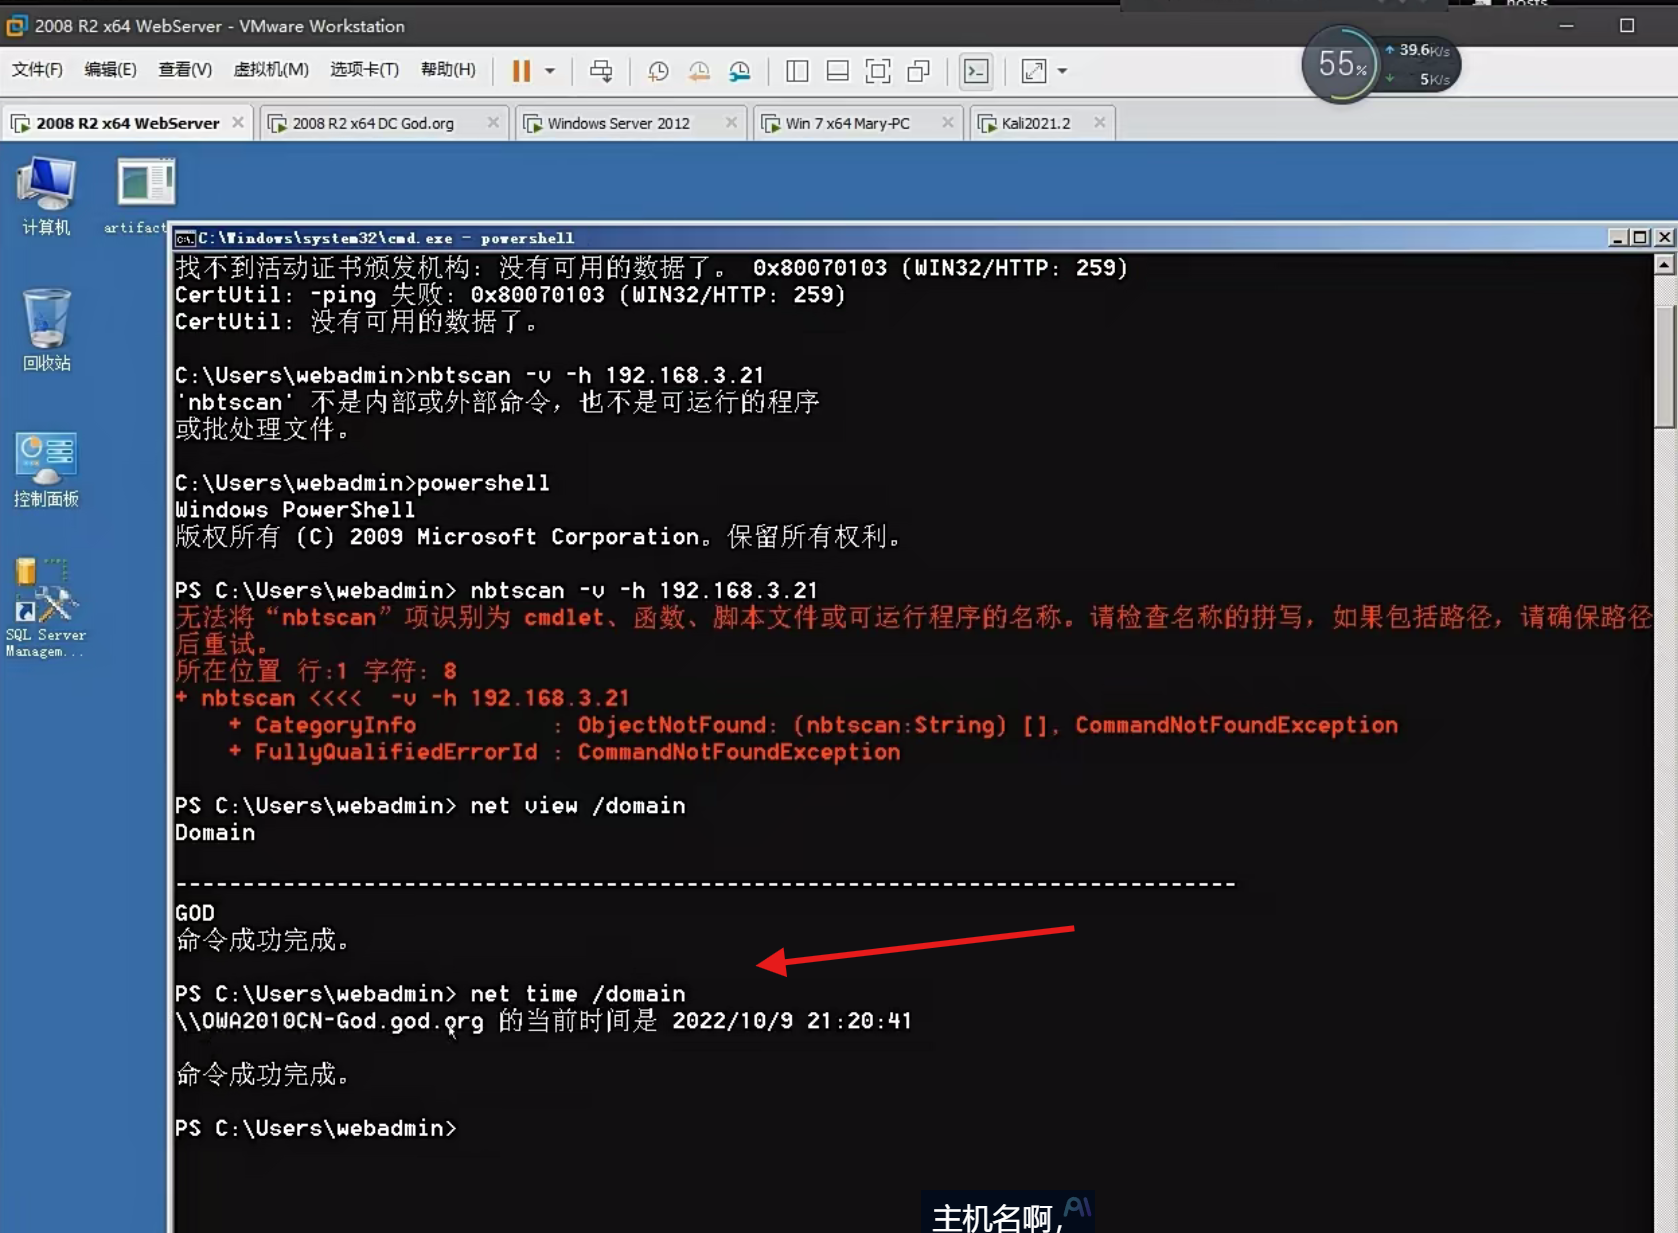 hosts
2008 R2 x64 WebServer - VMware Workstation
文件(F) 编辑(E) 查看(V) 虚拟机(M) 选项卡(T) 帮助(H)
55% 39.6K/s
5K/s
2008 R2 x64 WebServer 2008 R2 x64 DC God.org Windows Server 2012 Win 7 x64 Mary-PC Kali2021.2
计算机
artifact
回收站
控制面板
SQL Server
Managem...
C:\Windows\system32\cmd.exe - powershell
找不到活动证书颁发机构: 没有可用的数据了。 0x80070103 (WIN32/HTTP: 259)
CertUtil: -ping 失败: 0x80070103 (WIN32/HTTP: 259)
CertUtil: 没有可用的数据了。
C:\Users\webadmin>nbtscan -v -h 192.168.3.21
'nbtscan' 不是内部或外部命令，也不是可运行的程序
或批处理文件。
C:\Users\webadmin>powershell
Windows PowerShell
版权所有 (C) 2009 Microsoft Corporation。保留所有权利。
PS C:\Users\webadmin> nbtscan -v -h 192.168.3.21
无法将“nbtscan”项识别为 cmdlet、函数、脚本文件或可运行程序的名称。请检查名称的拼写，如果包括路径，请确保路径
后重试。
所在位置 行:1 字符: 8
+ nbtscan <<<<  -v -h 192.168.3.21
    + CategoryInfo          : ObjectNotFound: (nbtscan:String) [], CommandNotFoundException
    + FullyQualifiedErrorId : CommandNotFoundException
PS C:\Users\webadmin> net view /domain
Domain
-------------------------------------------------------------------------------
GOD
命令成功完成。
PS C:\Users\webadmin> net time /domain
\\OWA2010CN-God.god.org 的当前时间是 2022/10/9 21:20:41
命令成功完成。
PS C:\Users\webadmin>
主机名啊, AI